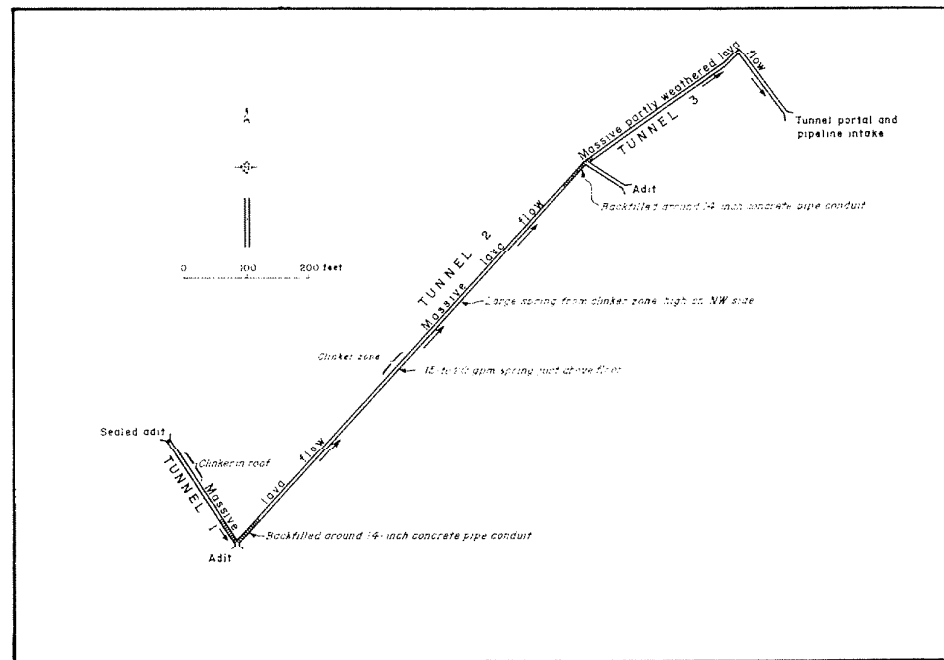 Massive partly weathered lava flow
TUNNEL 3
Tunnel portal and
pipeline intake
Adit
Backfilled around 14-inch concrete pipe conduit
0 100 200 feet
TUNNEL 2
Massive lava flow
Large spring from clinker zone high on NW side
Clinker zone
spring just above floor
Sealed adit
Clinker in roof
TUNNEL 1
Massive lava flow
Backfilled around 14-inch concrete pipe conduit
Adit